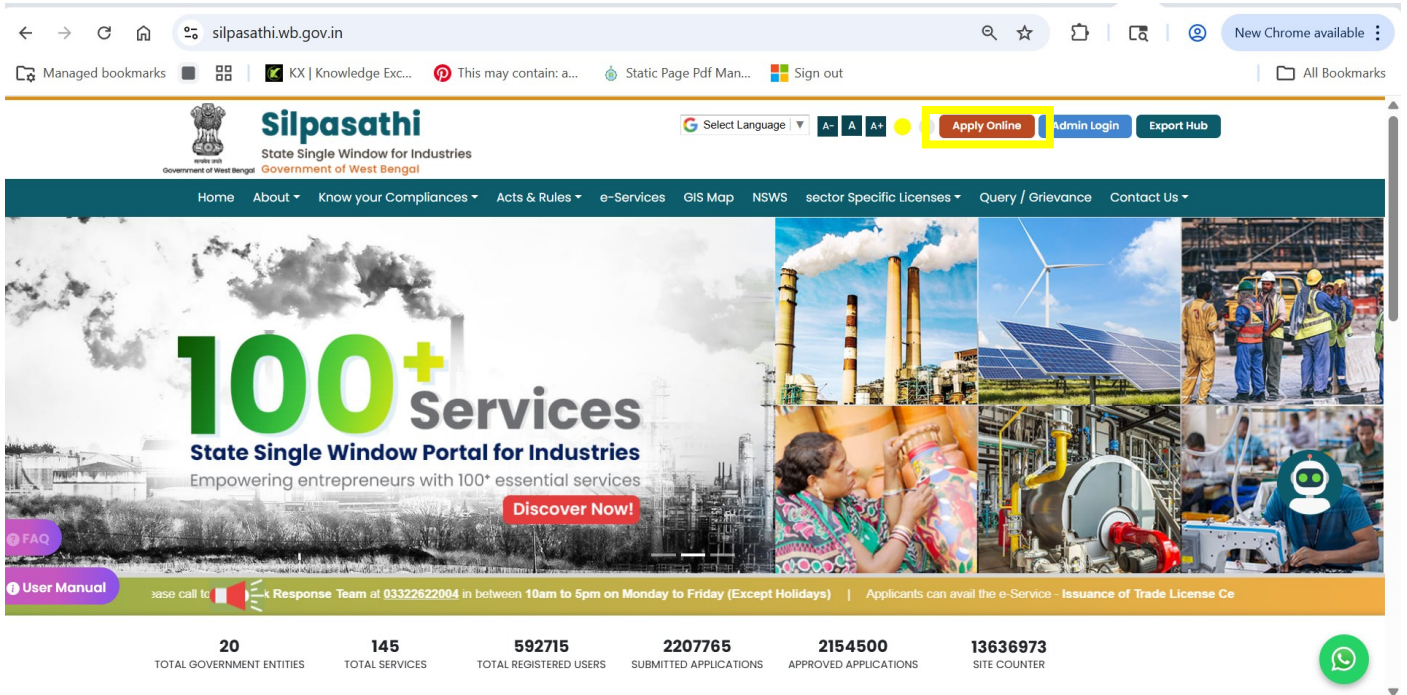 silpasathi.wb.gov.in
New Chrome available
Managed bookmarks
KX | Knowledge Exc...
This may contain: a...
Static Page Pdf Man...
Sign out
All Bookmarks
सत्यमेव जयते
Government of West Bengal
Silpasathi
State Single Window for Industries
Government of West Bengal
G Select Language ▼
A- A A+
Apply Online
Admin Login
Export Hub
Home About Know your Compliances Acts & Rules e-Services GIS Map NSWS sector Specific Licenses Query / Grievance Contact Us
100+
Services
State Single Window Portal for Industries
Empowering entrepreneurs with 100+ essential services
Discover Now!
FAQ
User Manual
ease call to k Response Team at 03322622004 in between 10am to 5pm on Monday to Friday (Except Holidays) | Applicants can avail the e-Service - Issuance of Trade License Ce
20 145 592715 2207765 2154500 13636973
TOTAL GOVERNMENT ENTITIES TOTAL SERVICES TOTAL REGISTERED USERS SUBMITTED APPLICATIONS APPROVED APPLICATIONS SITE COUNTER